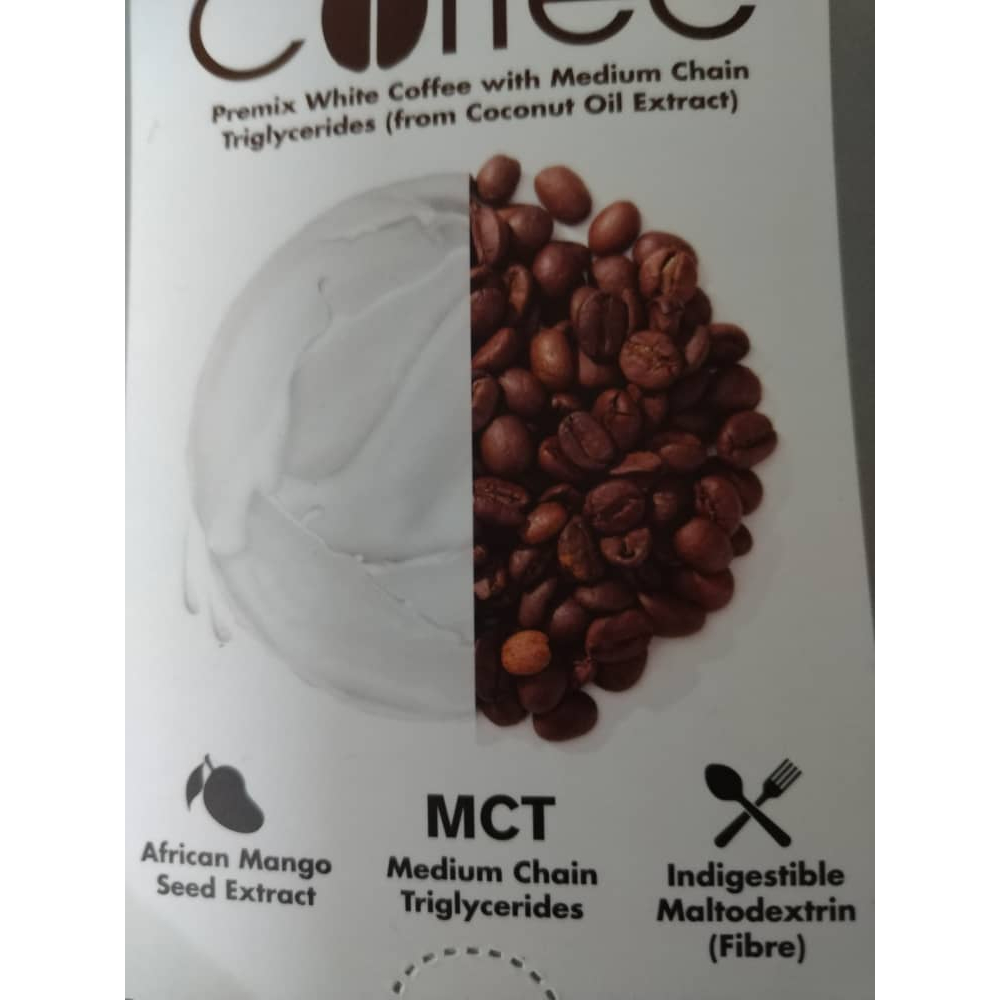 Coffee
Premix White Coffee with Medium Chain
Triglycerides (from Coconut Oil Extract)
MCT
African Mango
Seed Extract
Medium Chain
Triglycerides
Indigestible
Maltodextrin
(Fibre)